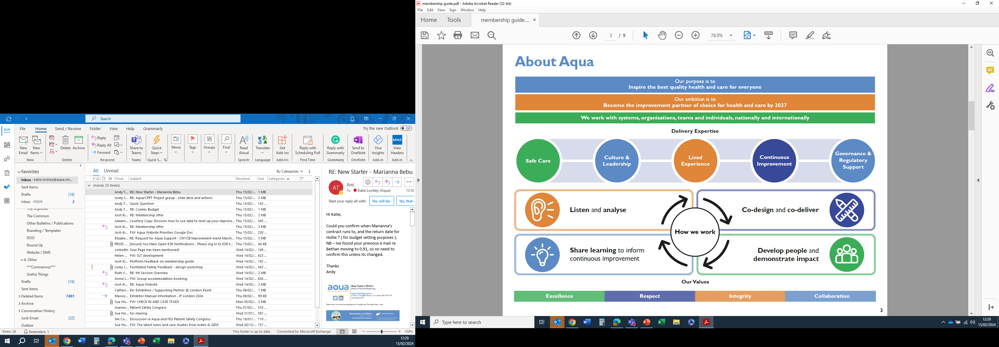 Search
File Home Send / Receive Folder View Help Grammarly
Try the new Outlook Off
New Email
New Items
Delete
Archive
Reply
Reply All
Forward
Share to Teams
Quick Steps
Move
Tags
Groups
Find
Read Aloud
Translate
Get Add-ins
Reply with Scheduling Poll
Reply with Grammarly
Send to OneNote
Viva Insights
MHA
View Headers
New Delete Respond Teams Quick S... Speech Language Add-ins Find Time Grammarly OneNote Add-in Add-in
Favorites
Inbox - katie.lockley@aqua.nh...
Sent Items
Drafts [16]
Inbox - AQUA 2
The Improver
The Common
Other Bulletins / Publications
Branding / Templates
DOO
Round Up
Website / DMS
6. Other
***Coronavirus***
Useful Things
Drafts [16]
Sent Items
Deleted Items 7401
Archive
Conversation History
Junk Email [22]
Outbox
All Unread
By Categories
From Subject Received Size Categories
(none): 25 item(s)
Andy T... RE: New Starter - Marianna Bebu Thu 15/02/... 1 MB
Lismy C... RE: Aqua/CPFT Project group - slide deck and actions Thu 15/02/... 2 MB
Andy T... Quick Question Thu 15/02/... 143 ...
Andy T... RE: Comms Budget Thu 15/02/... 1 MB
Josh Ki... RE: Membership offer Thu 15/02/... 2 MB
Advanc... Courtesy Copy: Discover how to use data to level up your improve... Thu 15/02/... 345 ...
Josh Ki... RE: Membership offer Thu 15/02/... 3 MB
Josh Ki... FW: Aqua Website Priorities Google Doc Thu 15/02/... 230 ...
Elizabe... RE: Request for Aqua Support - CM ICB Improvement event March... Thu 15/02/... 5 MB
PROD ... [Secure] You Have Open ESR Notifications - Please log in to ESR t... Thu 15/02/... 64 KB
LinkedIn Your Page has been mentioned! Wed 14/02/... 149 ...
Helen ... FW: SLT development Wed 14/02/... 423 ...
Josh Ki... Portfolio feedback on membership guide Wed 14/02/... 192 ...
Lismy C... Facilitated Family Feedback - design workshop Wed 14/02/... 543 ...
Ruth Y... RE: IHI Session Overview Wed 14/02/... 2 MB
Annie L... FW: Group accommodation booking. Wed 14/02/... 826 ...
Josh Ki... RE: Aqua Website Wed 14/02/... 2 MB
Catheri... Re: Exhibition / Supporting Partner @ London Event Thu 08/02/... 1 MB
Masoo... Exhibitor Manual Information - IF London 2024 Thu 08/02/... 99 KB
Sue Ho... FW: CHECK IN AND CASE STUDY Mon 05/02/... 3 MB
Joanne... Patient Safety Congress Thu 01/02/... 510 ...
Sue Ho... for sharing Wed 31/01/... 587 ...
Jim Co... Discussion re Aqua and HSJ Patient Safety Congress Thu 18/01/... 110 ...
Sue Ho... FW: The latest news and case studies from Arden & GEM Wed 20/12/... 157 ...
RE: New Starter - Marianna Bebu
AT
And
To Katie Lockley (Aqua) 10:50
Start your reply all with: Yes, will do. Yes, that i
HI Katie,
Could you confirm when Marianna's
contract runs to, and the return date for
Hollie ? ( for budget setting purposes ).
NB – Ive found your previous e mail re
Bethan moving to 0.91, so no need to
confirm this unless its changed.
Thanks
Andy
aqua
Andy Taylor ( FCCA )
Head of Financial Reporting
Please note, my normal working days are Tuesdays and Thursdays, 9am – 5pm
Directory of Offers
2023-2024
Download Now
Items: 26 Reminders: 1 This folder is up to date. Connected to: Microsoft Exchange 100%
12:29
15/02/2024
membership guide.pdf - Adobe Acrobat Reader (32-bit)
File Edit View Sign Window Help
Home Tools membership guide....
3 / 9 78.9%
About Aqua
Our purpose is to
Inspire the best quality health and care for everyone
Our ambition is to
Become the improvement partner of choice for health and care by 2027
We work with systems, organisations, teams and individuals, nationally and internationally
Delivery Expertise
Safe Care
Culture &
Leadership
Lived
Experience
Continuous
Improvement
Governance &
Regulatory
Support
Listen and analyse
Co-design and co-deliver
How we work
Share learning to inform
continuous improvement
Develop people and
demonstrate impact
Our Values
Excellence Respect Integrity Collaboration
3
Type here to search
12:29
15/02/2024